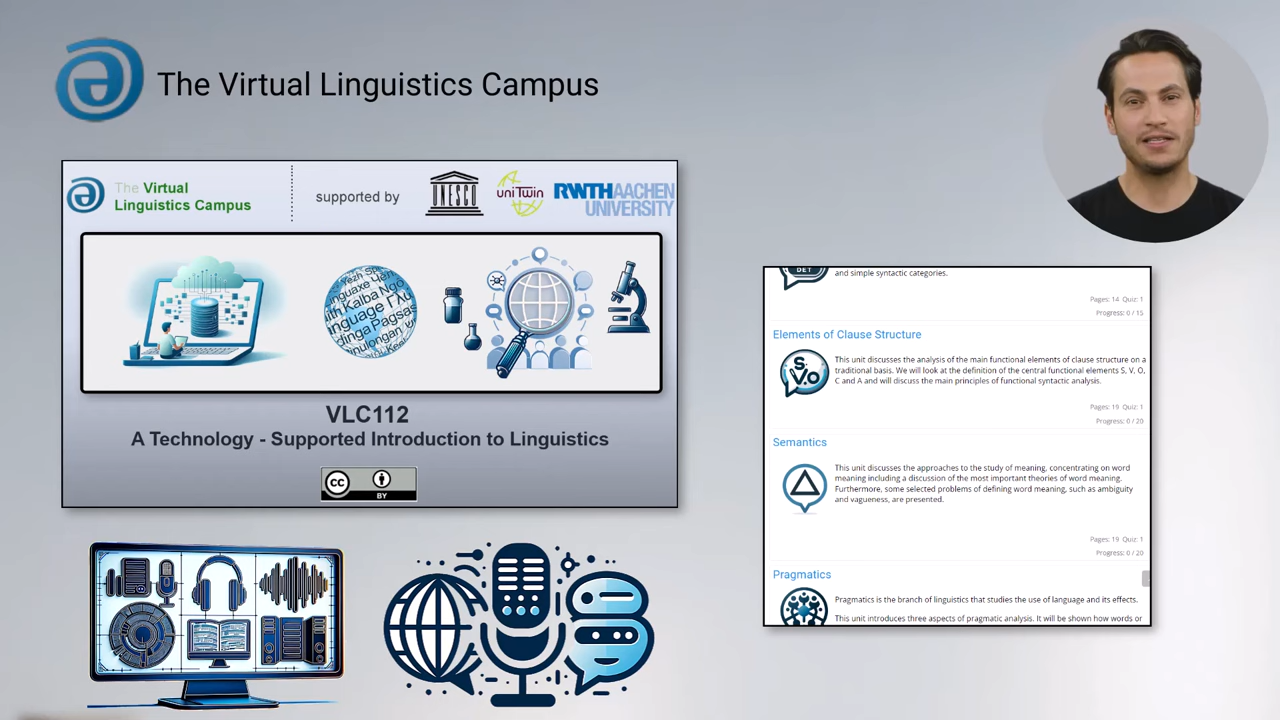 The Virtual Linguistics Campus
The Virtual
Linguistics Campus
supported by
UNESCO
uniTwin
RWTHAACHEN
UNIVERSITY
VLC112
A Technology - Supported Introduction to Linguistics
CC
BY
DET
and simple syntactic categories.
Pages: 14 Quiz: 1
Progress: 0 / 15
Elements of Clause Structure
S.
V.O
This unit discusses the analysis of the main functional elements of clause structure on a
traditional basis. We will look at the definition of the central functional elements S, V, O,
C and A and will discuss the main principles of functional syntactic analysis.
Pages: 19 Quiz: 1
Progress: 0 / 20
Semantics
This unit discusses the approaches to the study of meaning, concentrating on word
meaning including a discussion of the most important theories of word meaning.
Furthermore, some selected problems of defining word meaning, such as ambiguity
and vagueness, are presented.
Pages: 19 Quiz: 1
Progress: 0 / 20
Pragmatics
Pragmatics is the branch of linguistics that studies the use of language and its effects.
This unit introduces three aspects of pragmatic analysis. It will be shown how words or